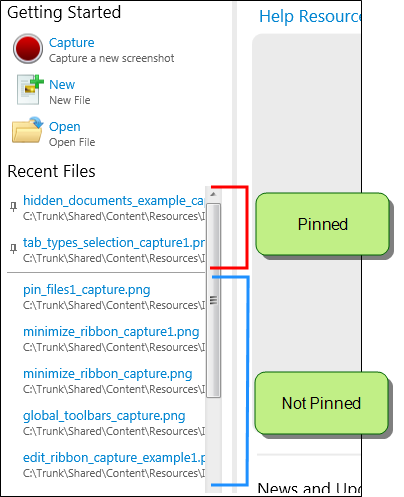 Getting Started
Capture
Capture a new screenshot
New
New File
Open
Open File
Recent Files
hidden_documents_example_ca
C:\Trunk\Shared\Content\Resources\I
tab_types_selection_capture1.pn
C:\Trunk\Shared\Content\Resources\I
pin_files1_capture.png
C:\Trunk\Shared\Content\Resources\I
minimize_ribbon_capture1.png
C:\Trunk\Shared\Content\Resources\I
minimize_ribbon_capture.png
C:\Trunk\Shared\Content\Resources\I
global_toolbars_capture.png
C:\Trunk\Shared\Content\Resources\I
edit_ribbon_capture_example1.p
C:\Trunk\Shared\Content\Resources\I
Help Resourc
Pinned
Not Pinned
News and Upd